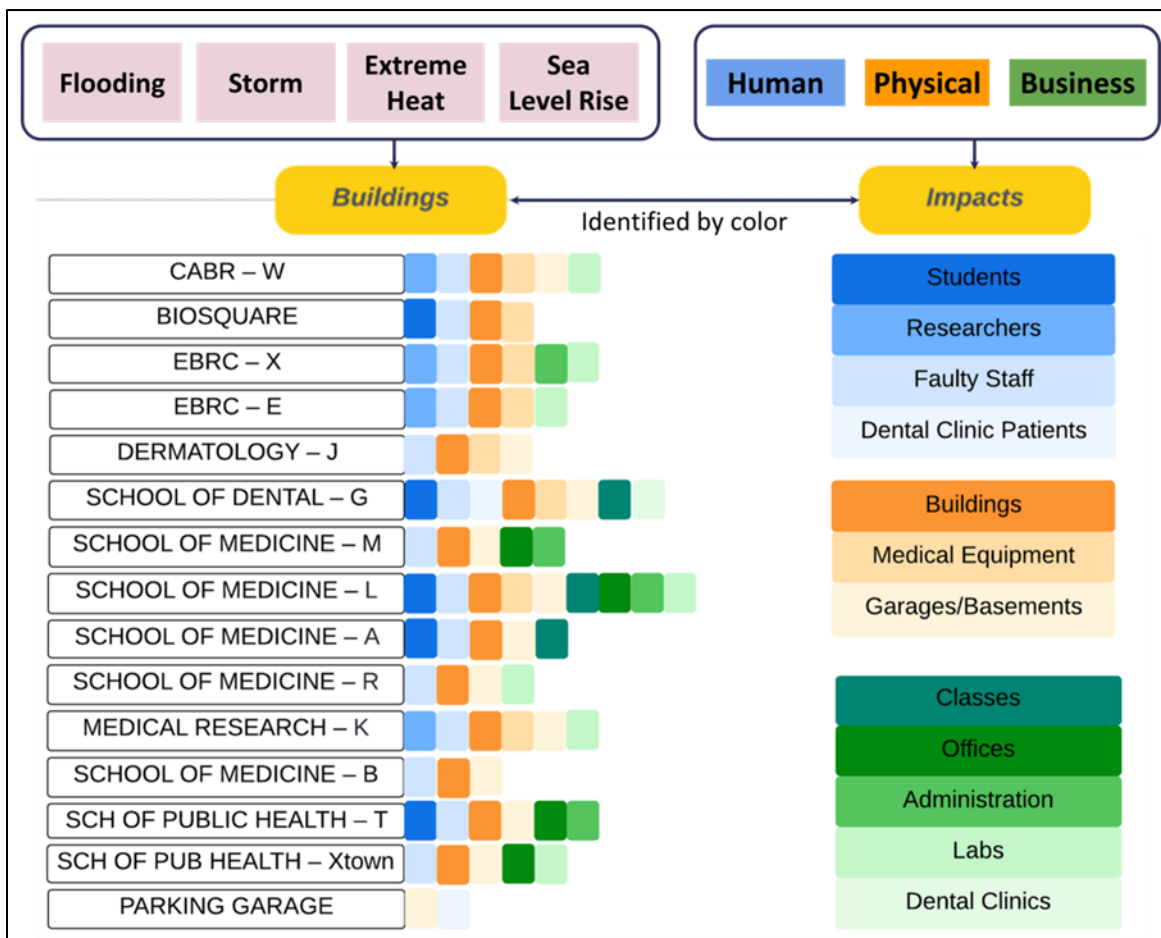 Flooding
Storm
Extreme
Heat
Sea
Level Rise
Human
Physical
Business
Buildings
Identified by color
Impacts
CABR – W
BIOSQUARE
EBRC – X
EBRC – E
DERMATOLOGY – J
SCHOOL OF DENTAL – G
SCHOOL OF MEDICINE – M
SCHOOL OF MEDICINE – L
SCHOOL OF MEDICINE – A
SCHOOL OF MEDICINE – R
MEDICAL RESEARCH – K
SCHOOL OF MEDICINE – B
SCH OF PUBLIC HEALTH – T
SCH OF PUB HEALTH – Xtown
PARKING GARAGE
Students
Researchers
Faulty Staff
Dental Clinic Patients
Buildings
Medical Equipment
Garages/Basements
Classes
Offices
Administration
Labs
Dental Clinics